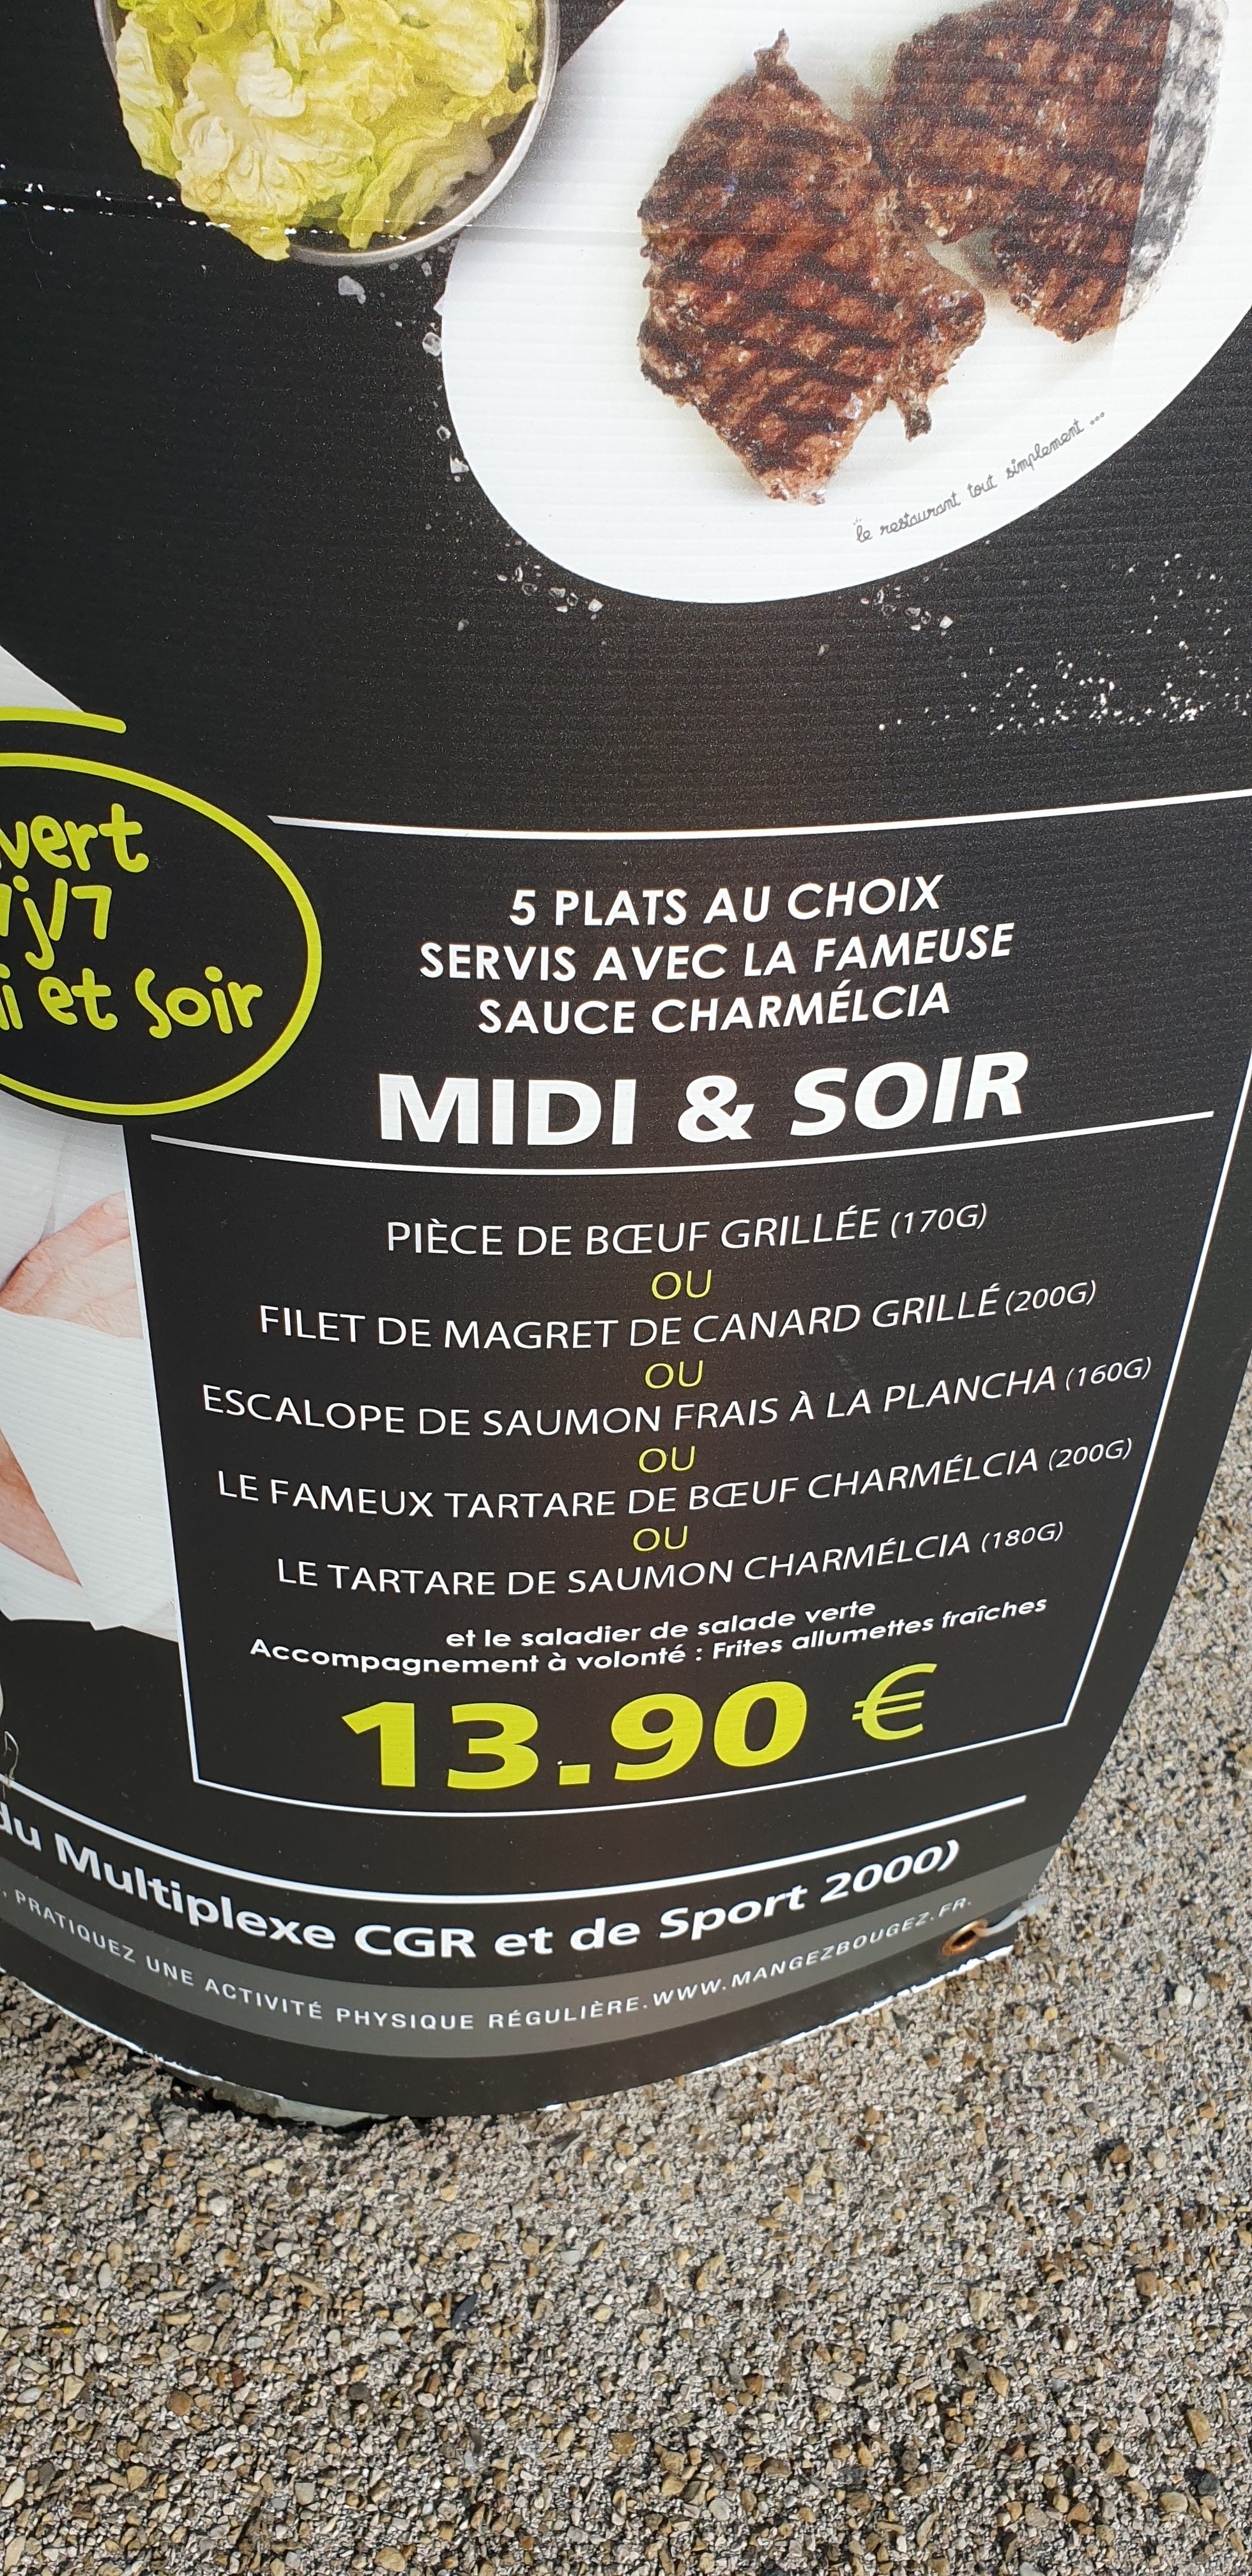 le restaurant tout simplement ...
et Soir
5 PLATS AU CHOIX
SERVIS AVEC LA FAMEUSE
SAUCE CHARMÉLCIA
MIDI & SOIR
PIÈCE DE BŒUF GRILLÉE (170G)
OU
FILET DE MAGRET DE CANARD GRILLÉ (200G)
OU
ESCALOPE DE SAUMON FRAIS À LA PLANCHA (160G)
OU
LE FAMEUX TARTARE DE BŒUF CHARMÉLCIA (200G)
OU
LE TARTARE DE SAUMON CHARMÉLCIA (180G)
et le saladier de salade verte
Accompagnement à volonté : Frites allumettes fraîches
13.90 €
du Multiplexe CGR et de Sport 2000)
, PRATIQUEZ UNE ACTIVITÉ PHYSIQUE RÉGULIÈRE. WWW.MANGEZBOUGEZ.FR.